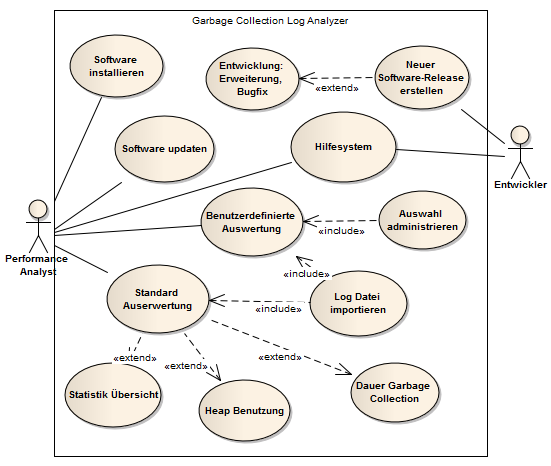 Garbage Collection Log Analyzer
Software
installieren
Entwicklung:
Erweiterung,
Bugfix
«extend»
Neuer
Software-Release
erstellen
Software updaten
Hilfesystem
Entwickler
Performance
Analyst
Benutzerdefinierte
Auswertung
«include»
Auswahl
administrieren
«include»
Standard
Auserwertung
«include»
Log Datei
importieren
«extend»
«extend»
«extend»
Statistik Übersicht
Heap Benutzung
Dauer Garbage
Collection